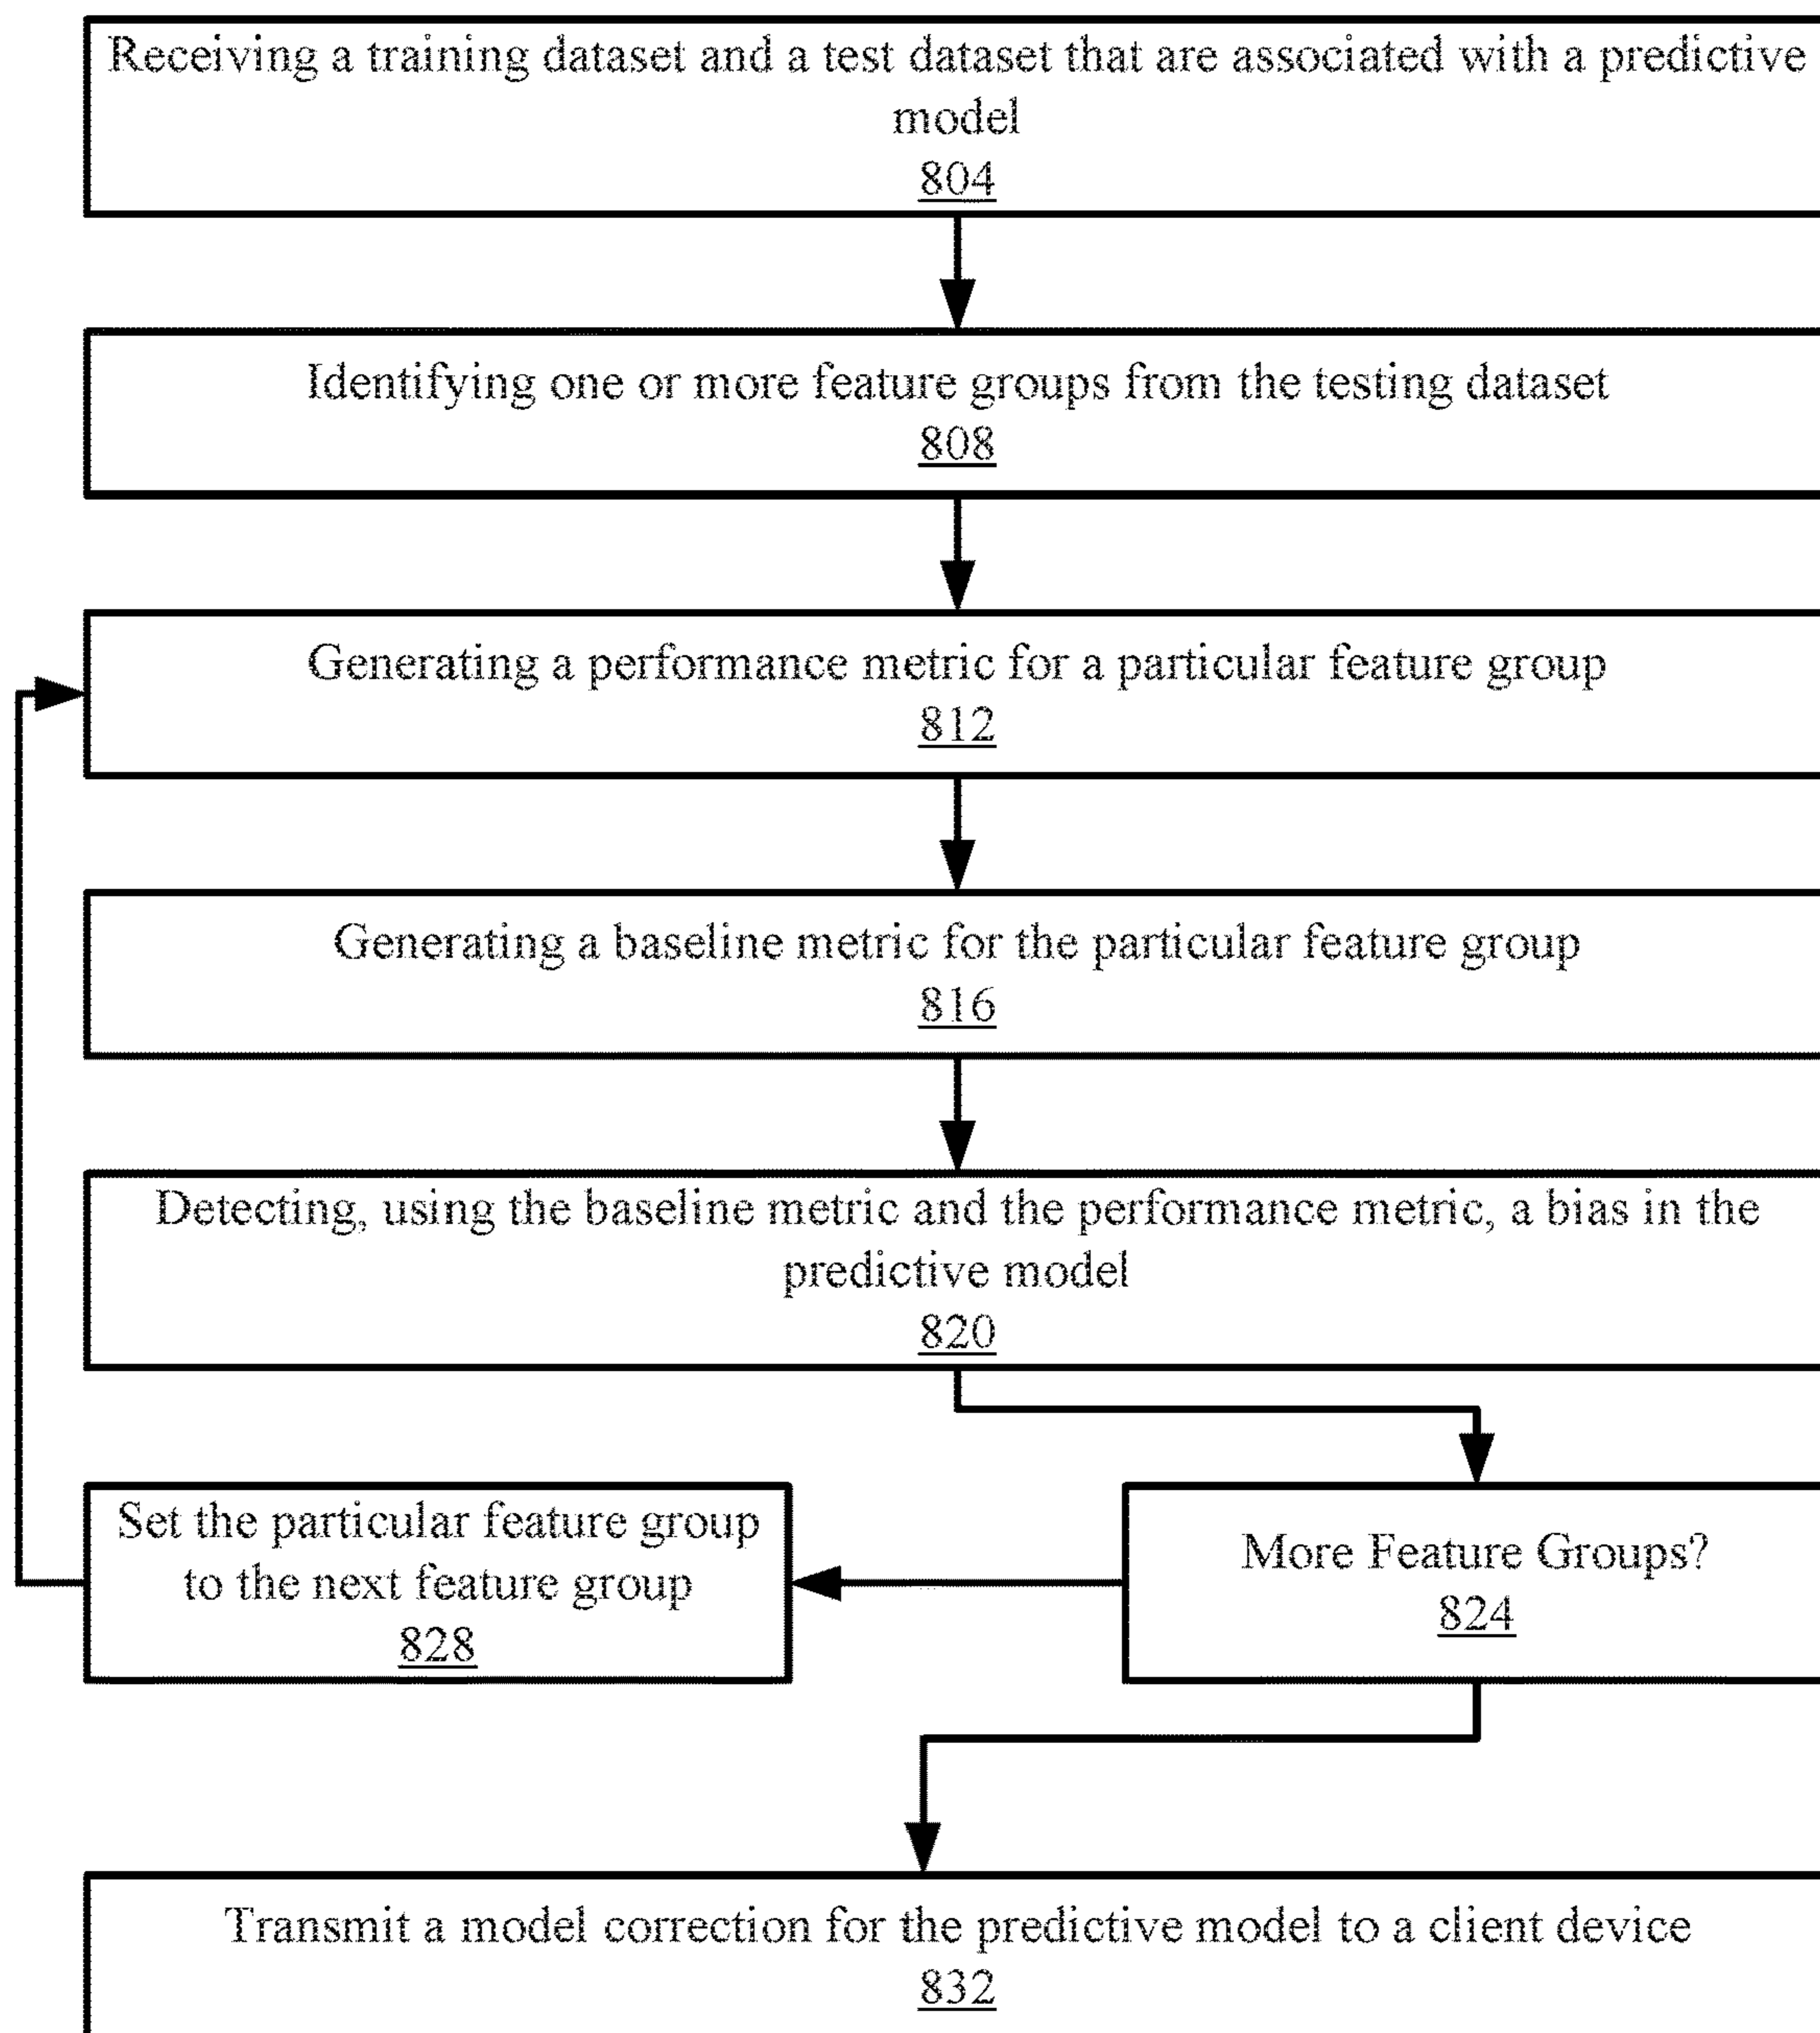 Receiving a training dataset and a test dataset that are associated with a predictive
model
804
Identifying one or more feature groups from the testing dataset
808
Generating a performance metric for a particular feature group
812
Generating a baseline metric for the particular feature group
816
Detecting, using the baseline metric and the performance metric, a bias in the
predictive model
820
Set the particular feature group
to the next feature group
828
More Feature Groups?
824
Transmit a model correction for the predictive model to a client device
832